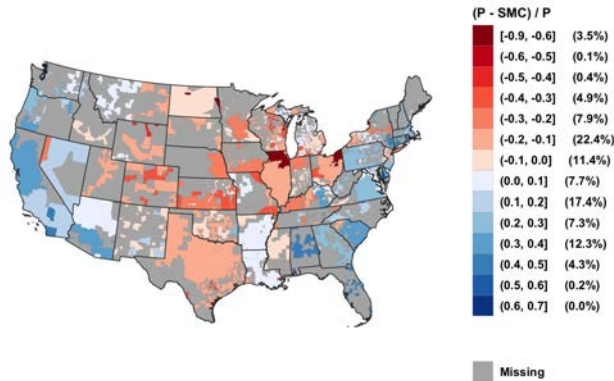 (P - SMC) / P
[-0.9, -0.6] (3.5%)
(-0.6, -0.5] (0.1%)
(-0.5, -0.4] (0.4%)
(-0.4, -0.3] (4.9%)
(-0.3, -0.2] (7.9%)
(-0.2, -0.1] (22.4%)
(-0.1, 0.0] (11.4%)
(0.0, 0.1] (7.7%)
(0.1, 0.2] (17.4%)
(0.2, 0.3] (7.3%)
(0.3, 0.4] (12.3%)
(0.4, 0.5] (4.3%)
(0.5, 0.6] (0.2%)
(0.6, 0.7] (0.0%)
Missing